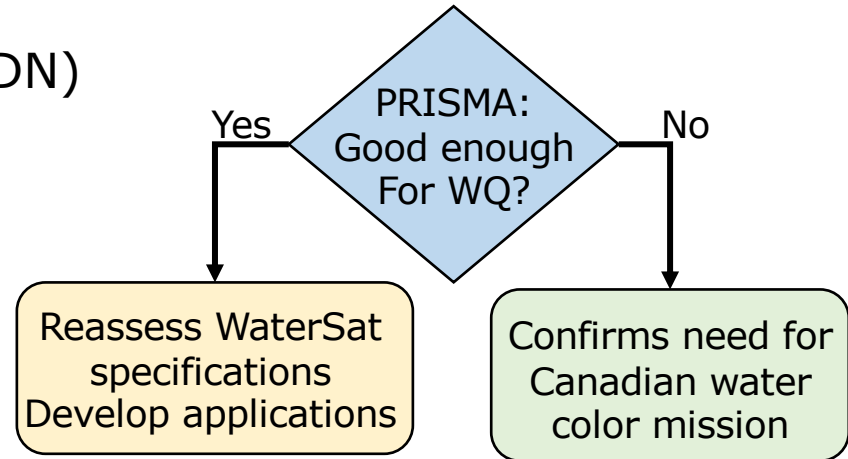 DN)
PRISMA:
Good enough
For WQ?
Yes
No
Reassess WaterSat
specifications
Develop applications
Confirms need for
Canadian water
color mission